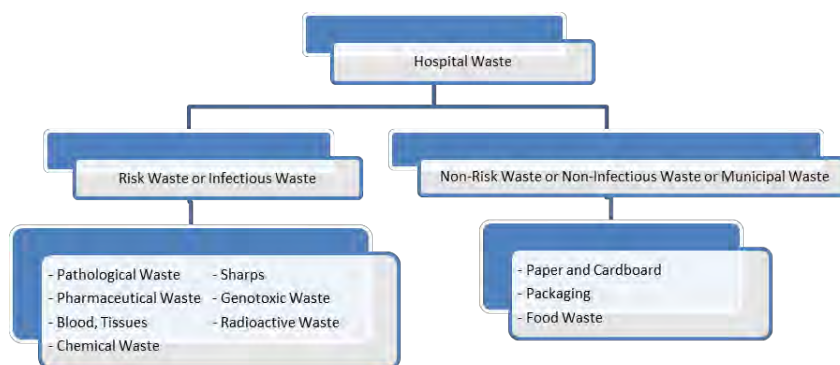 Hospital Waste
Risk Waste or Infectious Waste
Non-Risk Waste or Non-Infectious Waste or Municipal Waste
- Pathological Waste - Sharps
- Pharmaceutical Waste - Genotoxic Waste
- Blood, Tissues - Radioactive Waste
- Chemical Waste
- Paper and Cardboard
- Packaging
- Food Waste